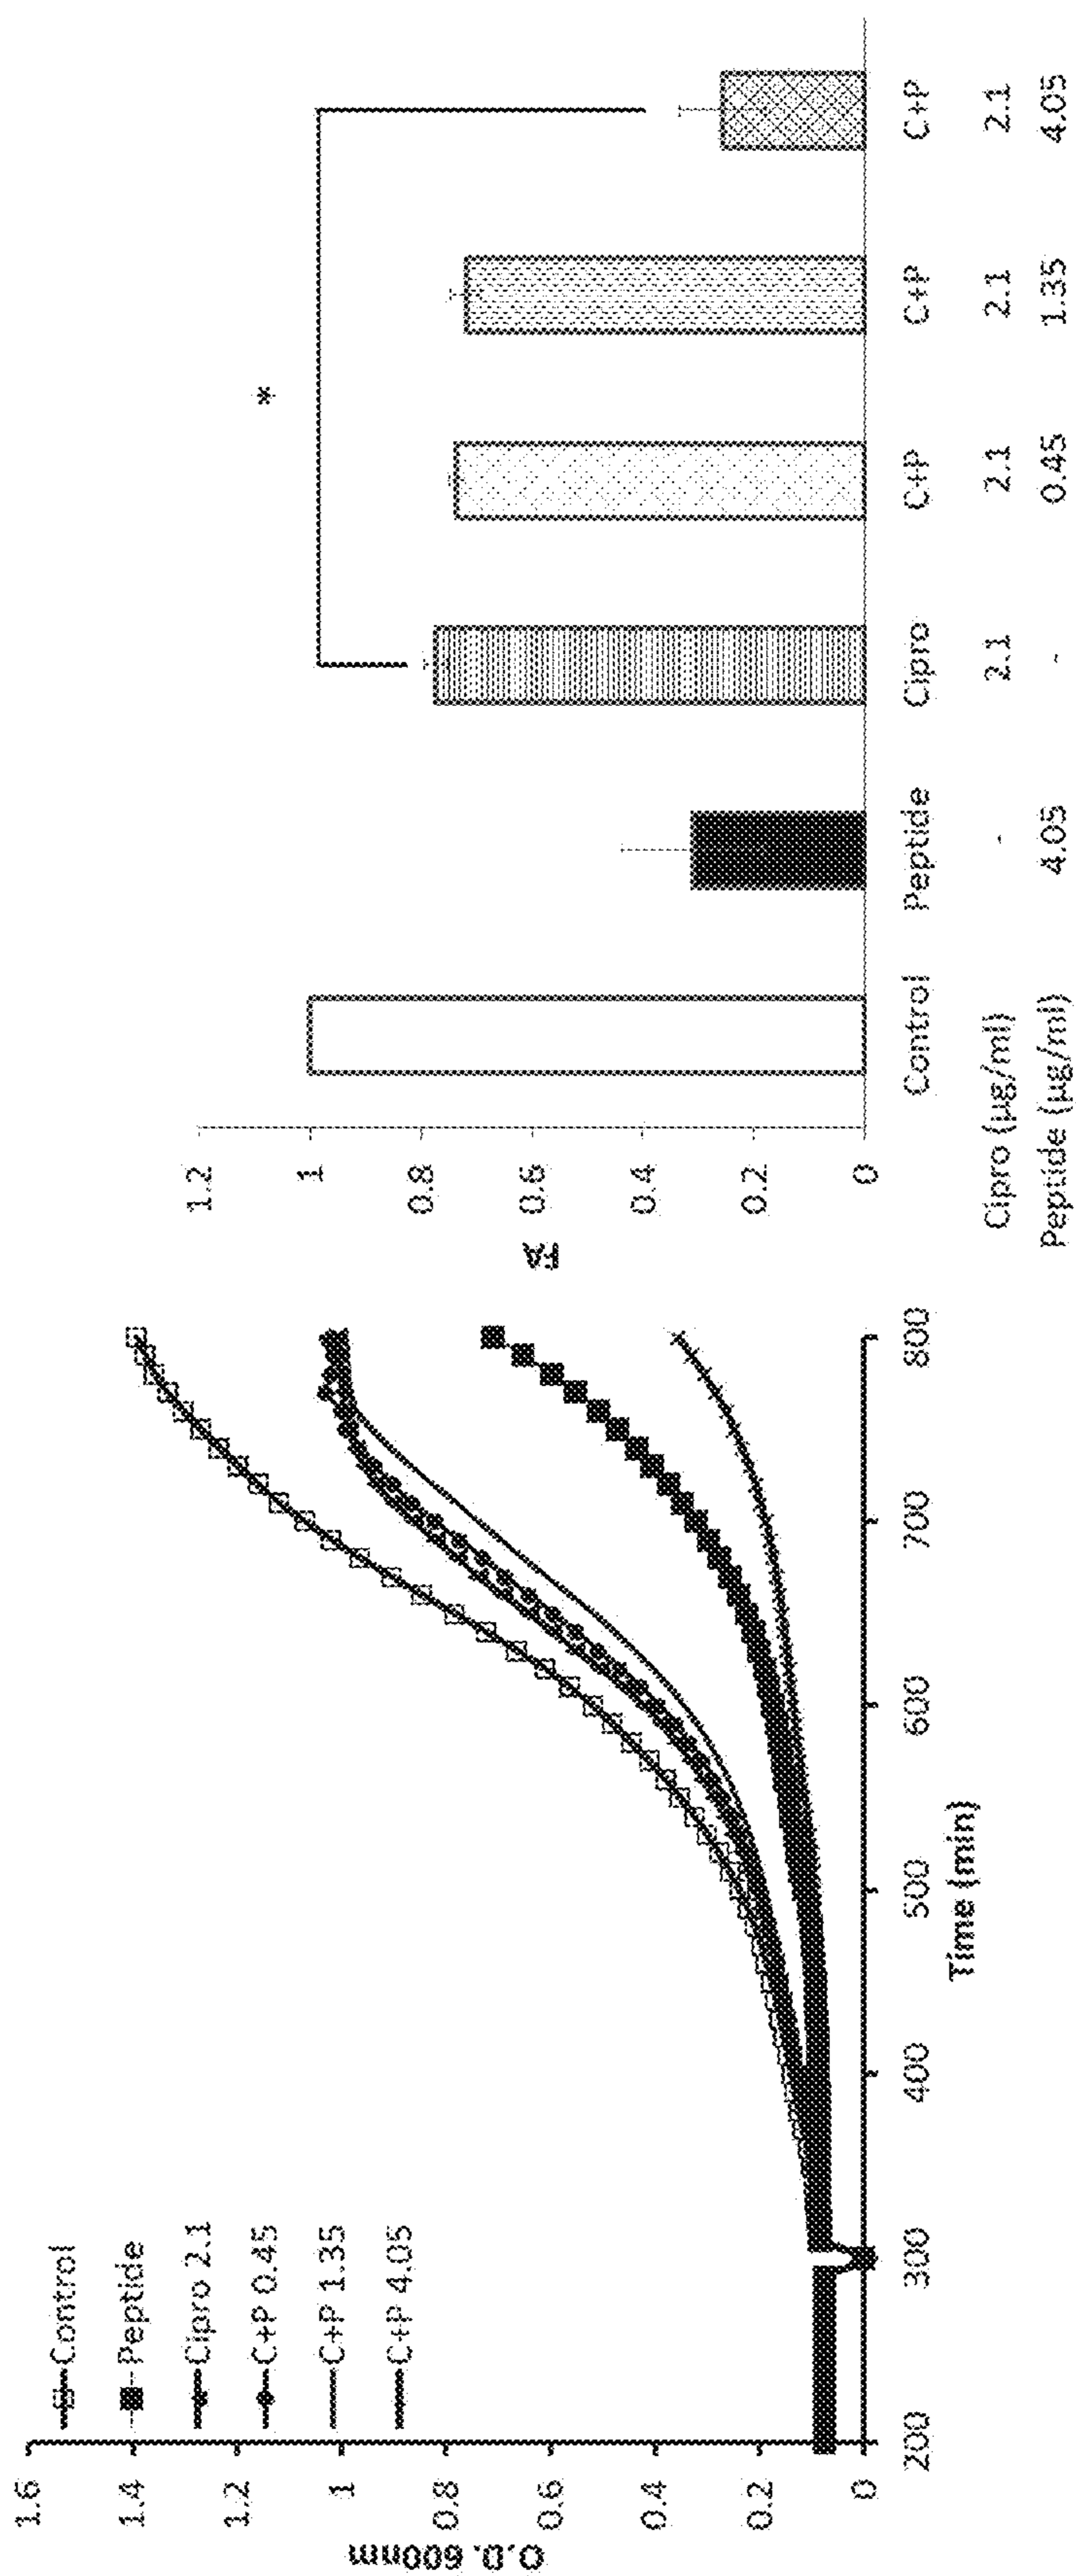 1.6
1.4
1.2
1
0.8
0.6
0.4
0.2
0
O.D. 600nm
Control
Peptide
Cipro 2.1
C+P 0.45
C+P 1.35
C+P 4.05
200 300 400 500 600 700 800
Time (min)
1.2
1
0.8
0.6
0.4
0.2
0
FA
*
Control Peptide Cipro C+P C+P C+P
Cipro (µg/ml) - 2.1 2.1 2.1 2.1
Peptide (µg/ml) 4.05 - 0.45 1.35 4.05